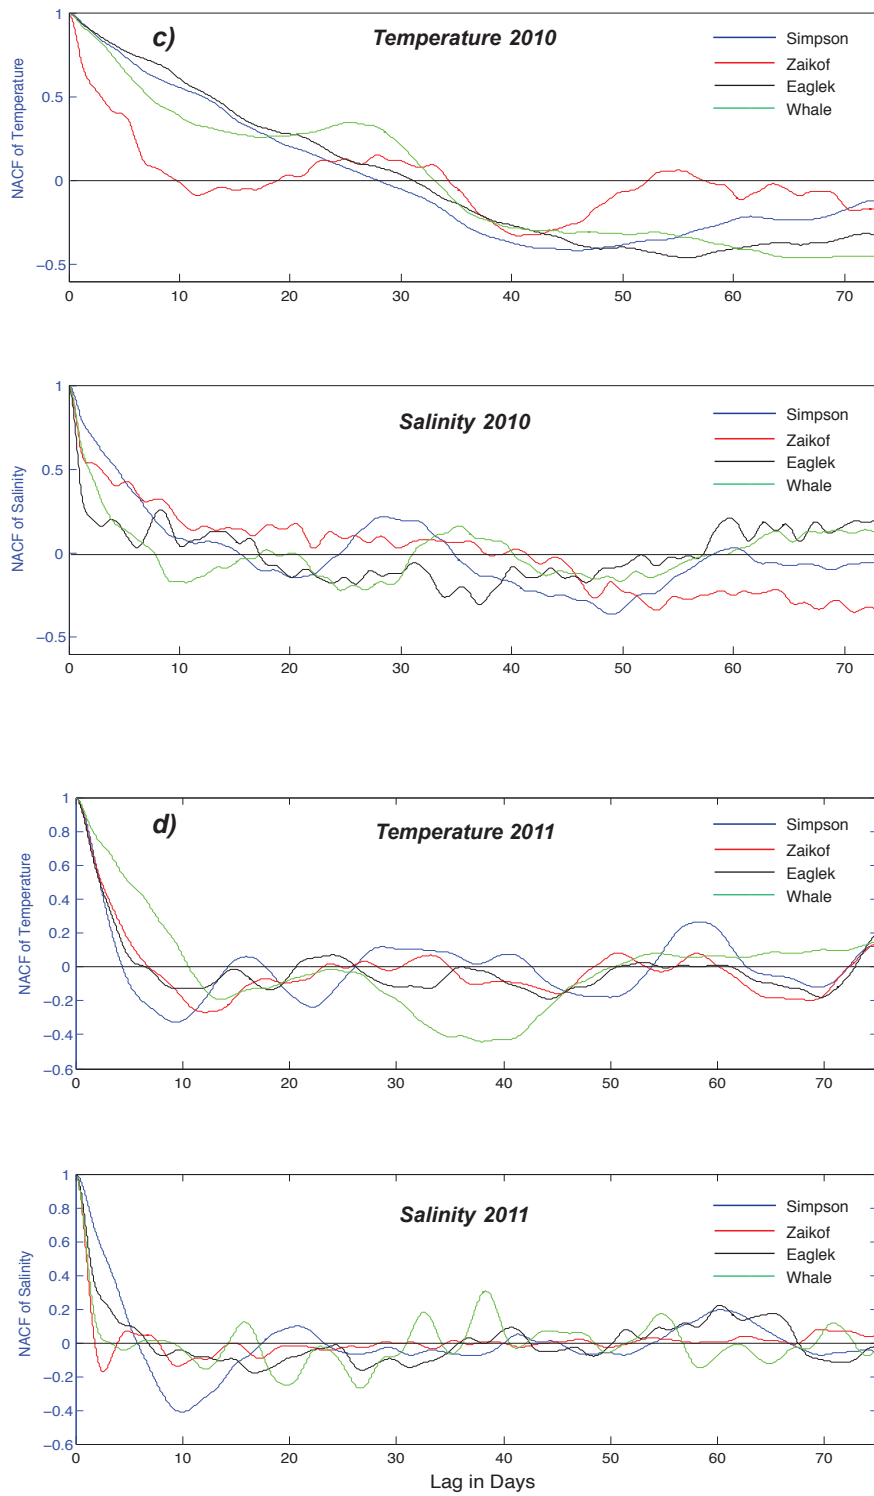 c)
Temperature 2010
Simpson
Zaikof
Eaglek
Whale
NACF of Temperature
1
0.5
0
−0.5
0 10 20 30 40 50 60 70
Salinity 2010
Simpson
Zaikof
Eaglek
Whale
NACF of Salinity
1
0.5
0
−0.5
0 10 20 30 40 50 60 70
d)
Temperature 2011
Simpson
Zaikof
Eaglek
Whale
NACF of Temperature
1
0.8
0.6
0.4
0.2
0
−0.2
−0.4
−0.6
0 10 20 30 40 50 60 70
Salinity 2011
Simpson
Zaikof
Eaglek
Whale
NACF of Salinity
1
0.8
0.6
0.4
0.2
0
−0.2
−0.4
−0.6
0 10 20 30 40 50 60 70
Lag in Days